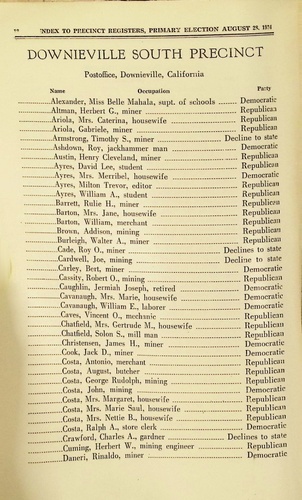 INDEX TO PRECINCT REGISTERS, PRIMARY ELECTION AUGUST
DOWNIEVILLE SOUTH PRECINCT
Postoffice, Downieville, California
Name Occupation Party
Alexander, Miss Belle Mahala, supt. of schools Democratic
Altman, Herbert G., miner Republican
Ariola, Mrs. Caterina, housewife Republican
Ariola, Gabriele, miner Republican
Armstrong, Timothy S., miner Decline to state
Ashdown, Roy, jackhammer man Democratic
Austin, Henry Cleveland, miner Republican
Ayres, David Lee, student Republican
Ayres, Mrs. Merribel, housewife Democratic
Ayres, Milton Trevor, editor Republican
Ayres, William A., student Republican
Barrett, Rulie H., miner Republican
Barton, Mrs. Jane, housewife Republican
Barton, William, merchant Republican
Brown, Addison, mining Republican
Burleigh, Walter A., miner Republican
Cade, Roy O., miner Declines to state
Cardwell, Joe, mining Decline to state
Carley, Bert, miner Democratic
Cassity, Robert O., mining Republican
Caughlin, Jermiah Joseph, retired Democratic
Cavanaugh, Mrs. Marie, housewife Democratic
Cavanaugh, William E., laborer Democratic
Caves, Vincent O., mechanic Republican
Chatfield, Mrs. Gertrude M., housewife Republican
Chatfield, Solon S., mill man Republican
Christensen, James H., miner Democratic
Cook, Jack D., miner Democratic
Costa, Antonio, merchant Republican
Costa, August, butcher Republican
Costa, George Rudolph, mining Republican
Costa, John, mining Democratic
Costa, Mrs. Margaret, housewife Republican
Costa, Mrs. Marie Saul, housewife Republican
Costa, Mrs. Nettie B., housewife Republican
Costa, Ralph A., store clerk Democratic
Crawford, Charles A., gardner Declines to state
Cuming, Herbert W., mining engineer Republican
Daneri, Rinaldo, miner Democratic